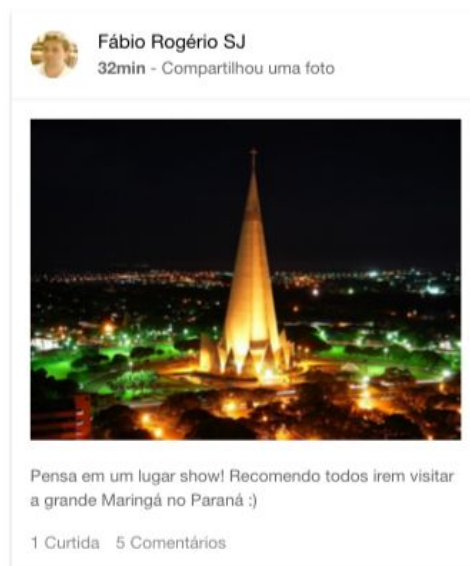 Fábio Rogério SJ
32min - Compartilhou uma foto
Pensa em um lugar show! Recomendo todos irem visitar
a grande Maringá no Paraná :)
1 Curtida 5 Comentários